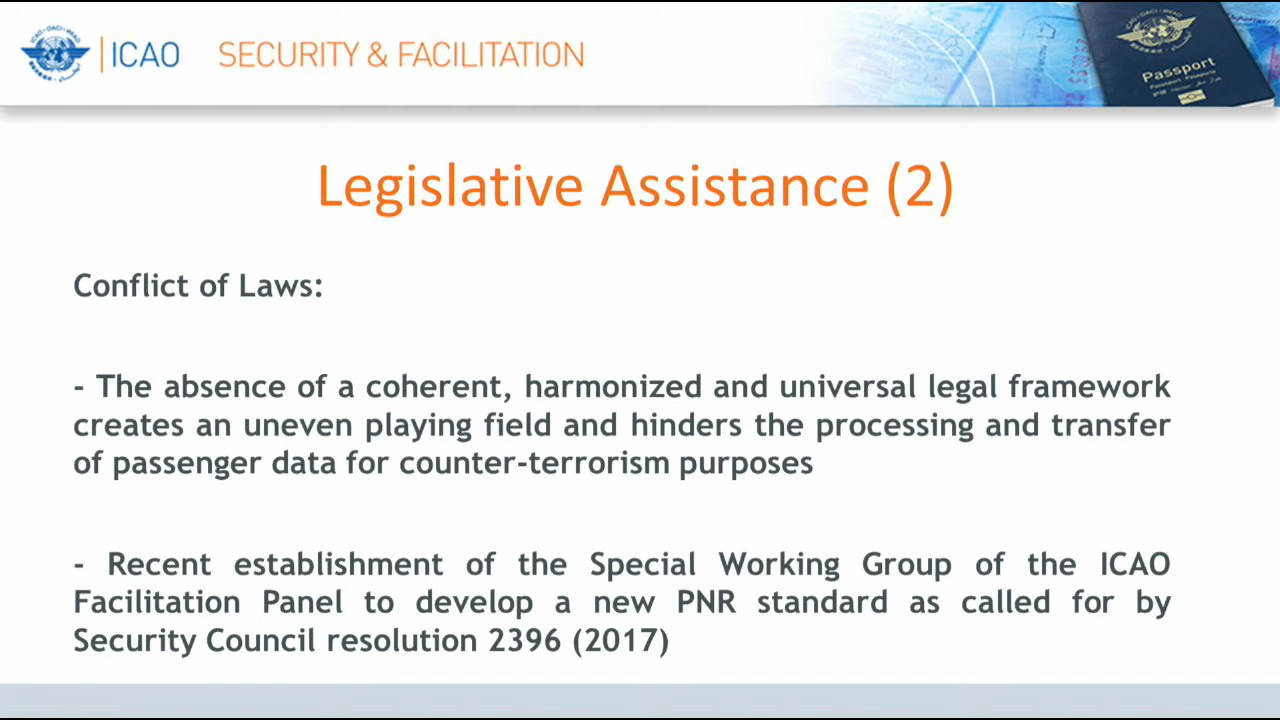 ICAO SECURITY & FACILITATION
Passport
Legislative Assistance (2)
Conflict of Laws:
- The absence of a coherent, harmonized and universal legal framework
creates an uneven playing field and hinders the processing and transfer
of passenger data for counter-terrorism purposes
- Recent establishment of the Special Working Group of the ICAO
Facilitation Panel to develop a new PNR standard as called for by
Security Council resolution 2396 (2017)